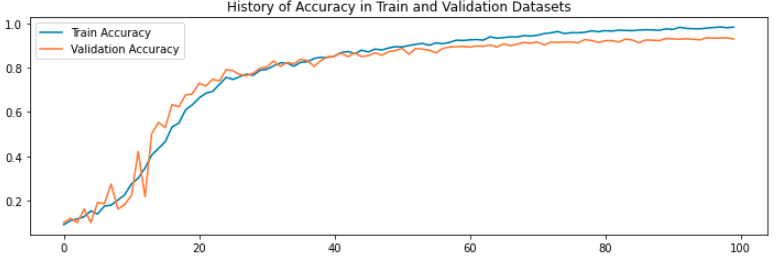 History of Accuracy in Train and Validation Datasets
1.0
Train Accuracy
Validation Accuracy
0.8
0.6
0.4
0.2
0 20 40 60 80 100